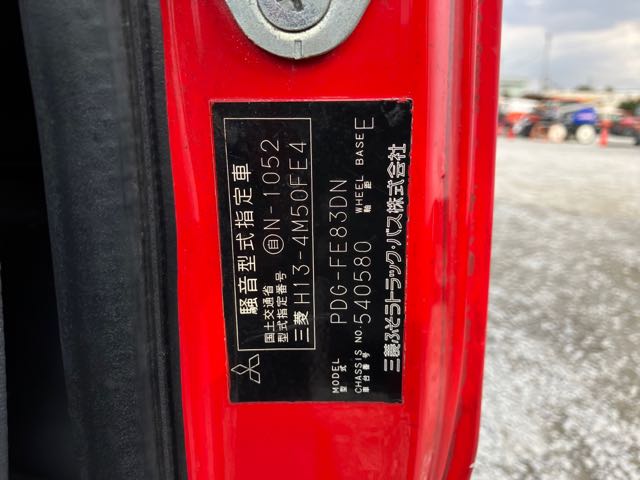 騒音型式指定車
国土交通省
型式指定番号 自N-1052
三菱 H13-4M50FE4
MODEL
型式 PDG-FE83DN
CHASSIS NO.
車台番号 540580 WHEEL BASE
軸距 E
三菱ふそうトラック・バス株式会社